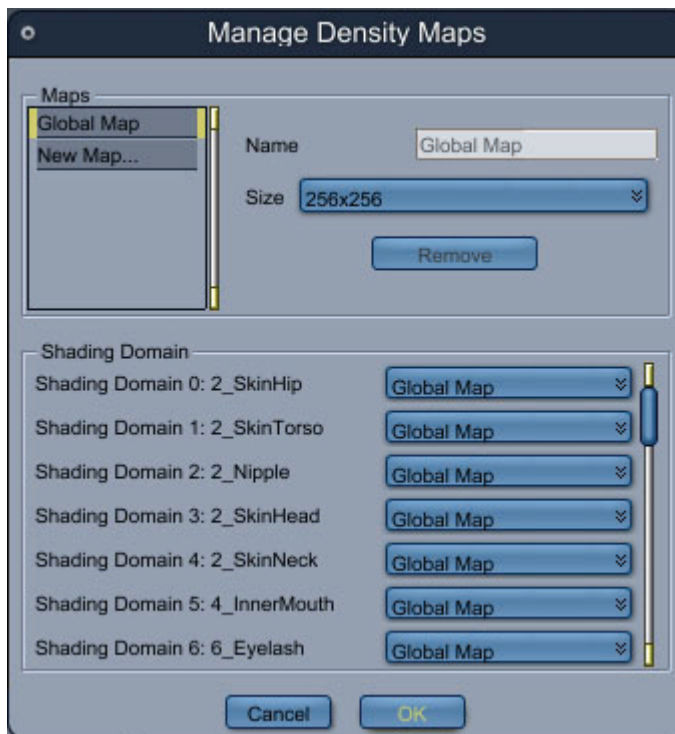 Manage Density Maps
Maps
Global Map
New Map...
Name
Global Map
Size
256x256
Remove
Shading Domain
Shading Domain 0: 2_SkinHip
Global Map
Shading Domain 1: 2_SkinTorso
Global Map
Shading Domain 2: 2_Nipple
Global Map
Shading Domain 3: 2_SkinHead
Global Map
Shading Domain 4: 2_SkinNeck
Global Map
Shading Domain 5: 4_InnerMouth
Global Map
Shading Domain 6: 6_Eyelash
Global Map
Cancel
OK